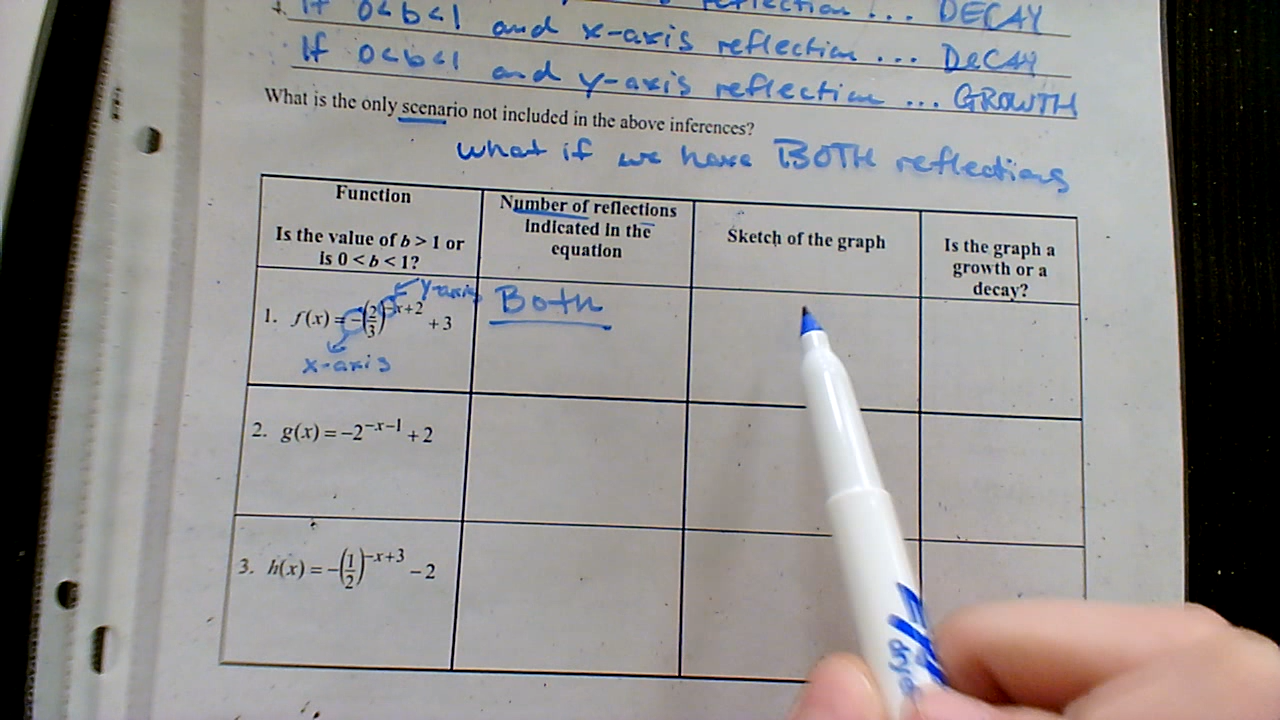 reflection ... DECAY
If 0<b<1 and x-axis reflection ... DECAY
If 0<b<1 and y-axis reflection ... GROWTH
What is the only scenario not included in the above inferences?
what if we have BOTH reflections
Function
Is the value of b > 1 or
is 0 < b < 1?
Number of reflections
indicated in the
equation
Sketch of the graph
Is the graph a
growth or a
decay?
y-axis
1. f(x) = -(2/3)^(-x+2) + 3
x-axis
Both
2. g(x) = -2^(-x-1) + 2
3. h(x) = -(1/2)^(-x+3) - 2